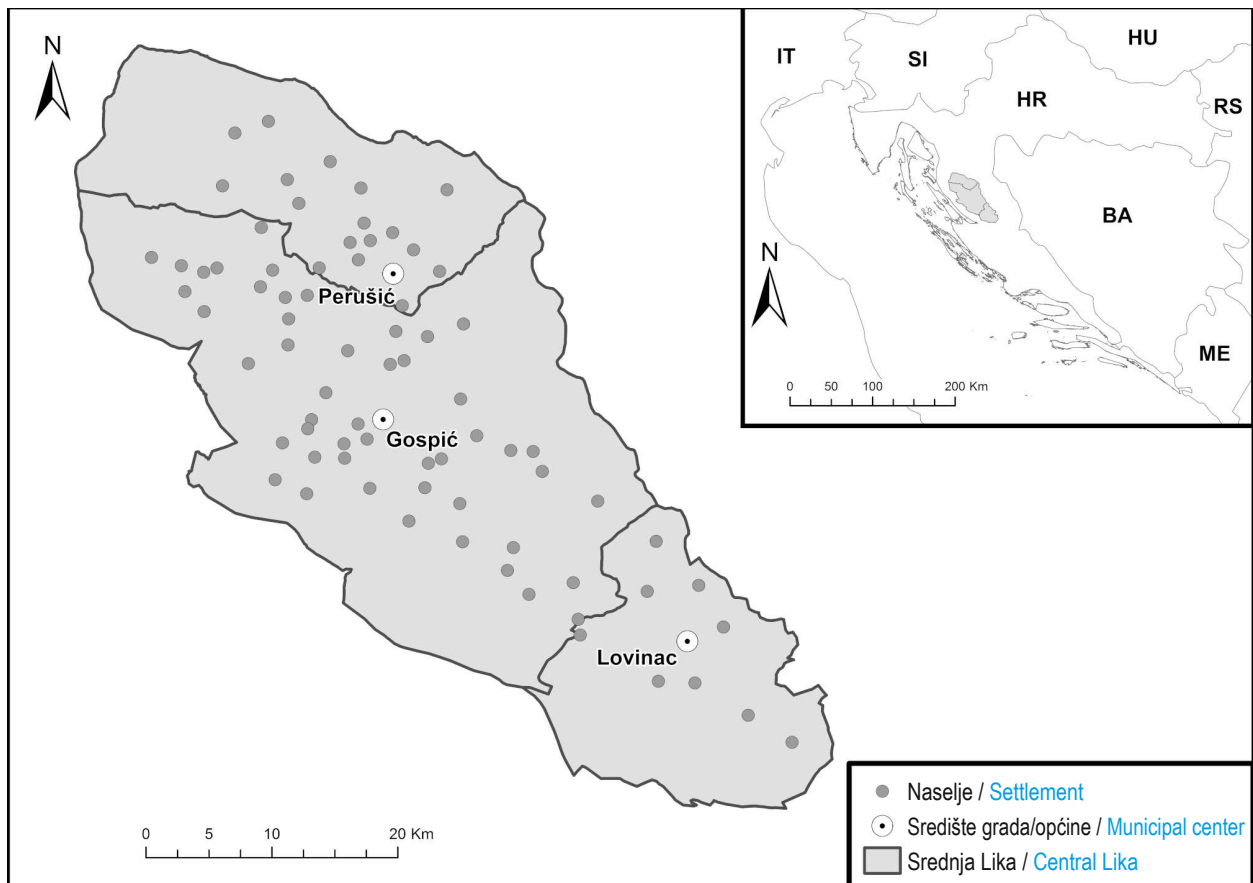 N
Perušić
Gospić
Lovinac
0 5 10 20 Km
IT
SI
HU
HR
RS
BA
ME
N
0 50 100 200 Km
Naselje / Settlement
Središte grada/općine / Municipal center
Srednja Lika / Central Lika